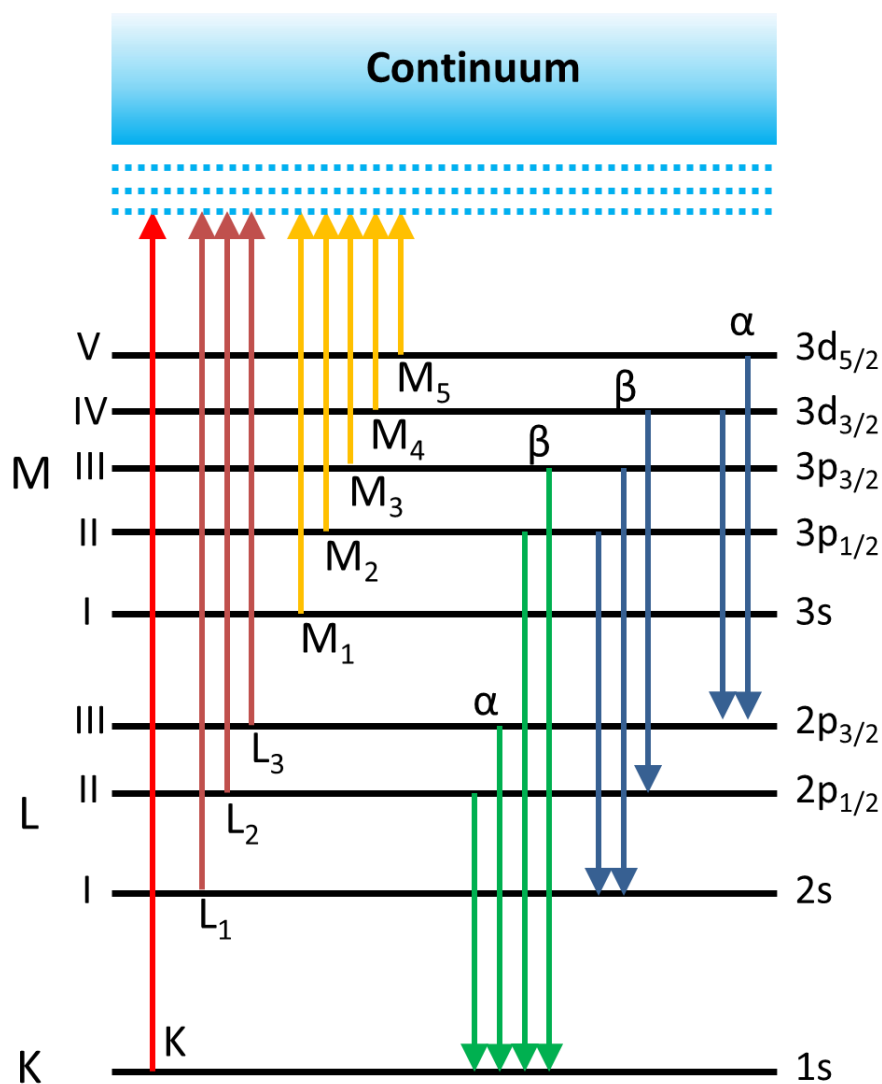 Continuum
α
V 3d5/2
M5
β
IV 3d3/2
M4
β
M III 3p3/2
M3
II 3p1/2
M2
I 3s
M1
α
III 2p3/2
L3
L II 2p1/2
L2
I 2s
L1
K
K 1s